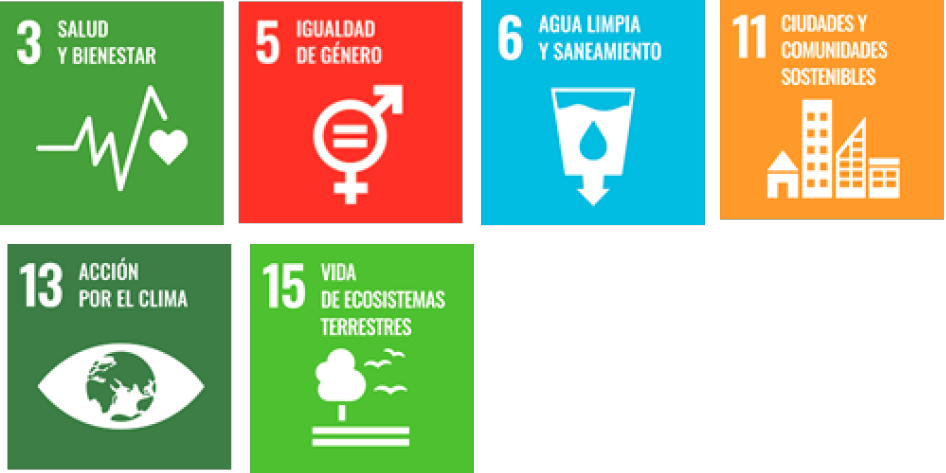 3 SALUD
Y BIENESTAR
5 IGUALDAD
DE GÉNERO
6 AGUA LIMPIA
Y SANEAMIENTO
11 CIUDADES Y
COMUNIDADES
SOSTENIBLES
13 ACCIÓN
POR EL CLIMA
15 VIDA
DE ECOSISTEMAS
TERRESTRES